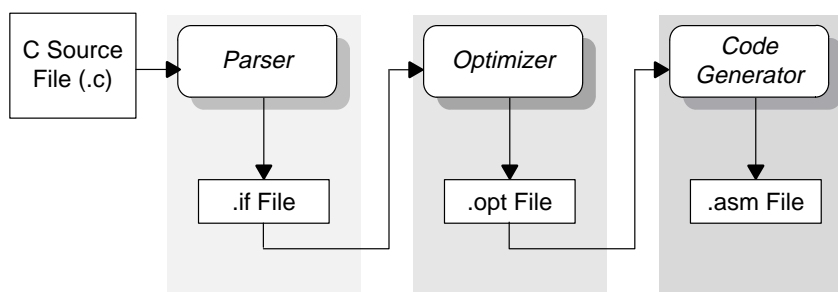 C Source
File (.c)
Parser
Optimizer
Code
Generator
.if File
.opt File
.asm File